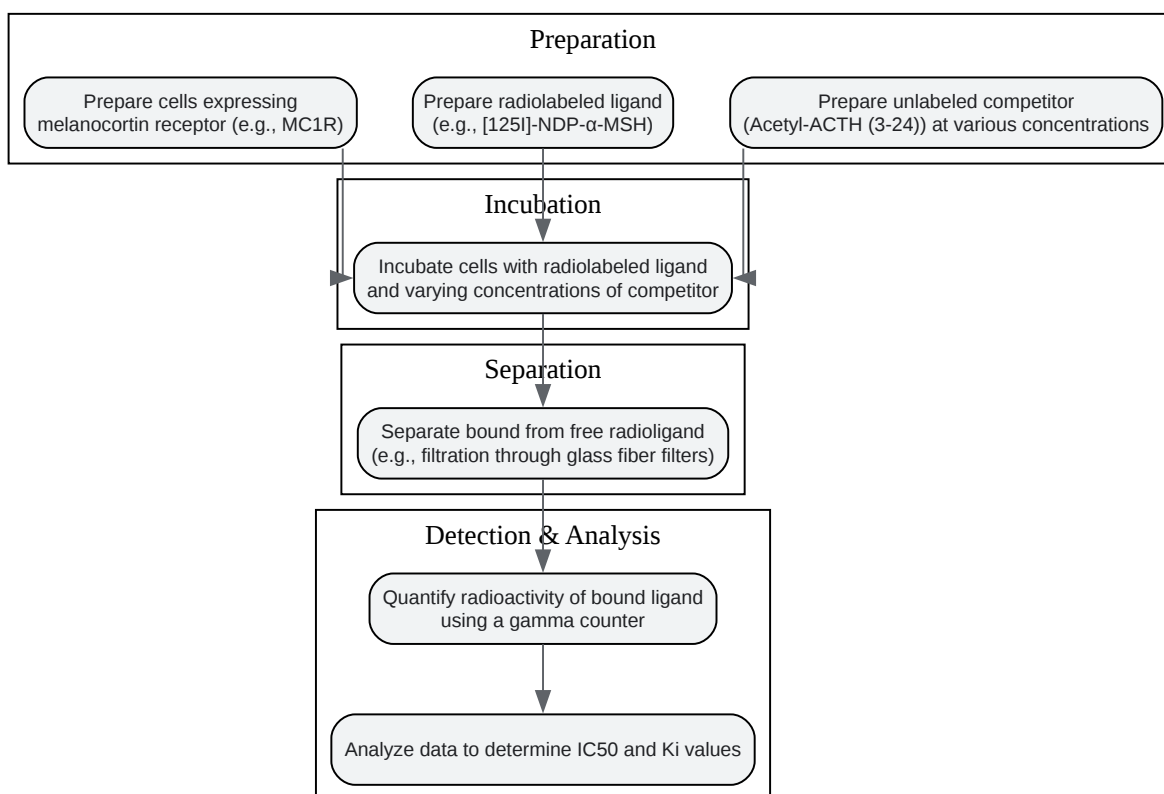 Preparation
Prepare cells expressing
melanocortin receptor (e.g., MC1R)
Prepare radiolabeled ligand
(e.g., [125I]-NDP-α-MSH)
Prepare unlabeled competitor
(Acetyl-ACTH (3-24)) at various concentrations
Incubation
Incubate cells with radiolabeled ligand
and varying concentrations of competitor
Separation
Separate bound from free radioligand
(e.g., filtration through glass fiber filters)
Detection & Analysis
Quantify radioactivity of bound ligand
using a gamma counter
Analyze data to determine IC50 and Ki values